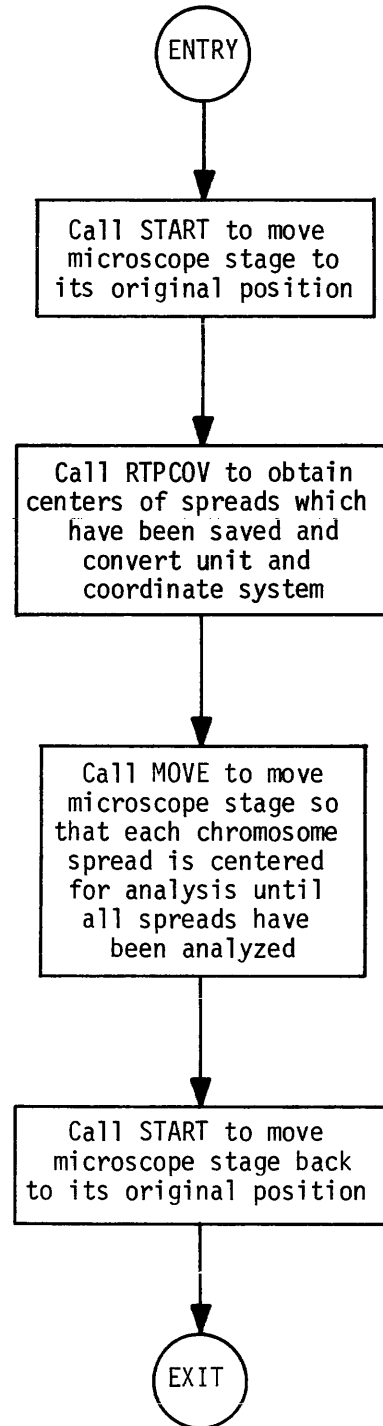 ENTRY
Call START to move
microscope stage to
its original position
Call RTPCOV to obtain
centers of spreads which
have been saved and
convert unit and
coordinate system
Call MOVE to move
microscope stage so
that each chromosome
spread is centered
for analysis until
all spreads have
been analyzed
Call START to move
microscope stage back
to its original position
EXIT